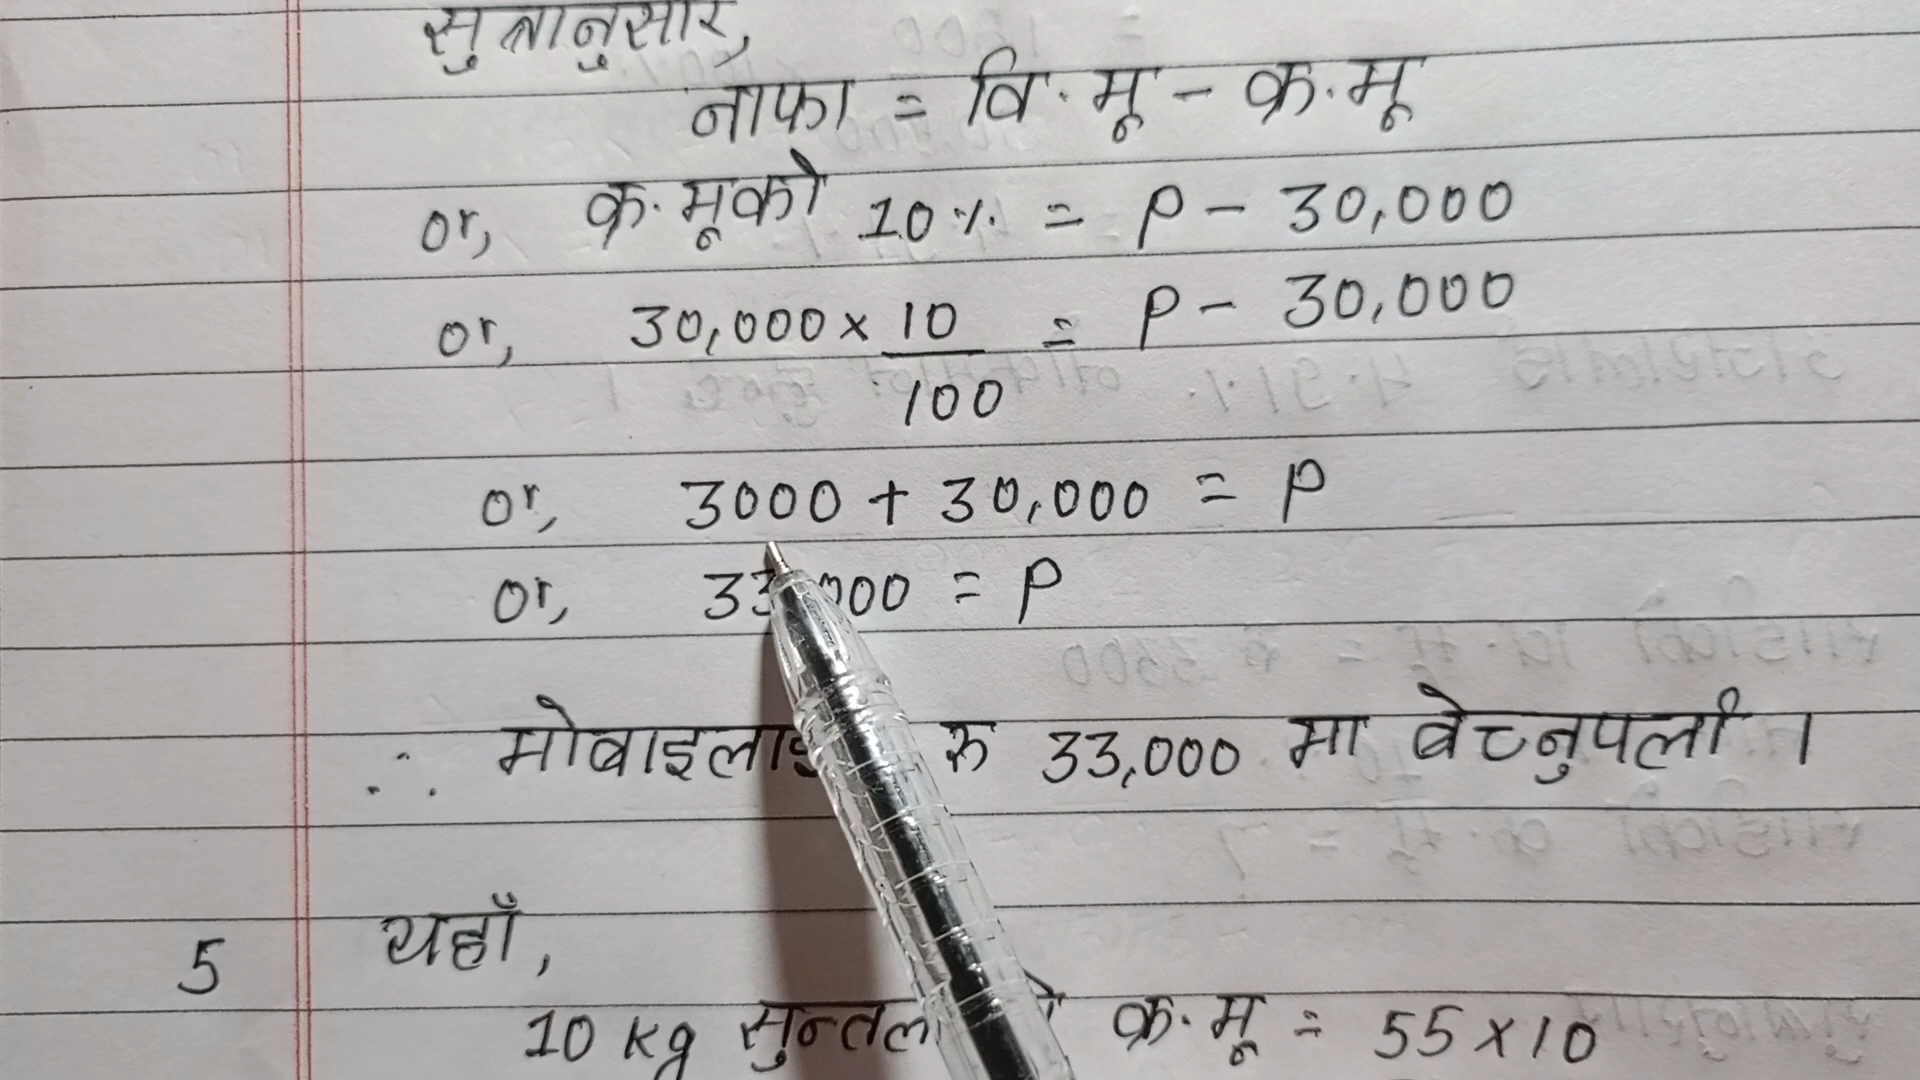 सुत्रानुसार,
नाफा = वि.मू - क्र.मू
or, क्र.मूको 10% = P - 30,000
or, 30,000 × 10/100 = P - 30,000
or, 3000 + 30,000 = P
or, 33000 = P
∴ मोबाइलाइ रु 33,000 मा बेच्नुपर्ला ।
5 यहाँ,
10 kg सुन्तला क्र.मू = 55 × 10